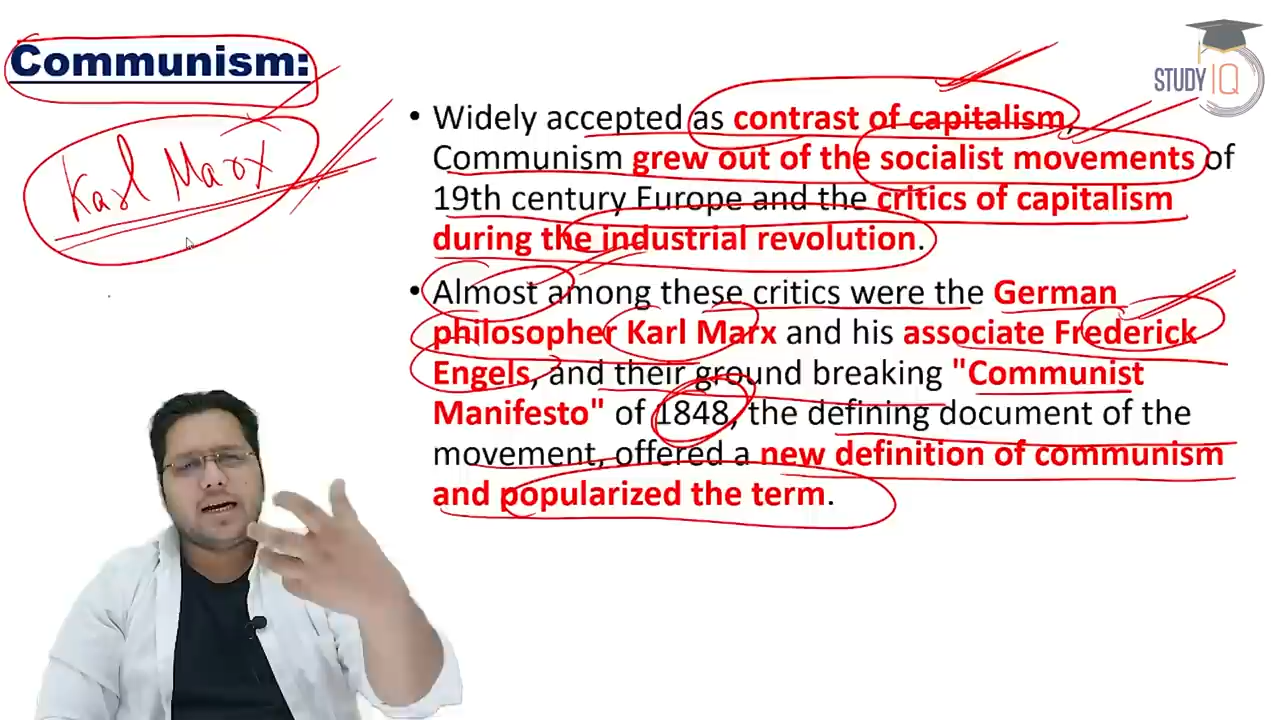 Communism:
Karl Marx
STUDY IQ
• Widely accepted as contrast of capitalism,
Communism grew out of the socialist movements of
19th century Europe and the critics of capitalism
during the industrial revolution.
• Almost among these critics were the German
philosopher Karl Marx and his associate Frederick
Engels, and their ground breaking "Communist
Manifesto" of 1848, the defining document of the
movement, offered a new definition of communism
and popularized the term.